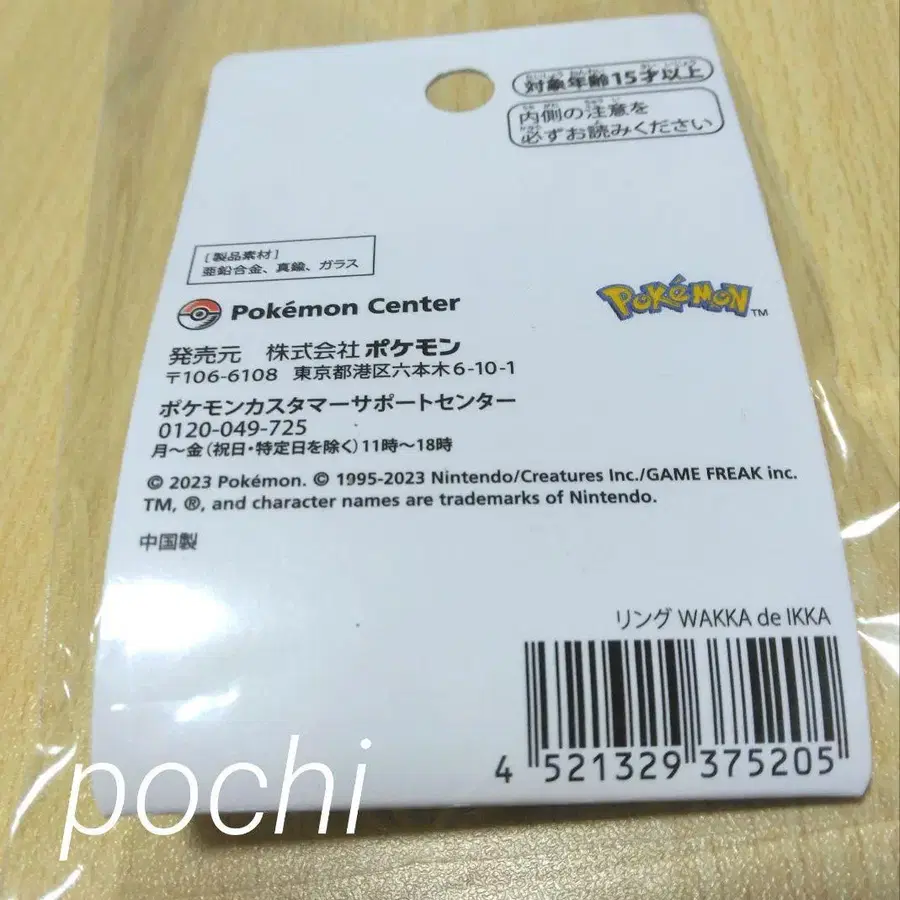 対象年齢15才以上
内側の注意を
必ずお読みください
[製品素材]
亜鉛合金、真鍮、ガラス
Pokémon Center
POKéMON™
発売元 株式会社ポケモン
〒106-6108 東京都港区六本木6-10-1
ポケモンカスタマーサポートセンター
0120-049-725
月～金(祝日・特定日を除く)11時～18時
© 2023 Pokémon. © 1995-2023 Nintendo/Creatures Inc./GAME FREAK inc.
TM, ®, and character names are trademarks of Nintendo.
中国製
リング WAKKA de IKKA
4 521329 375205
pochi